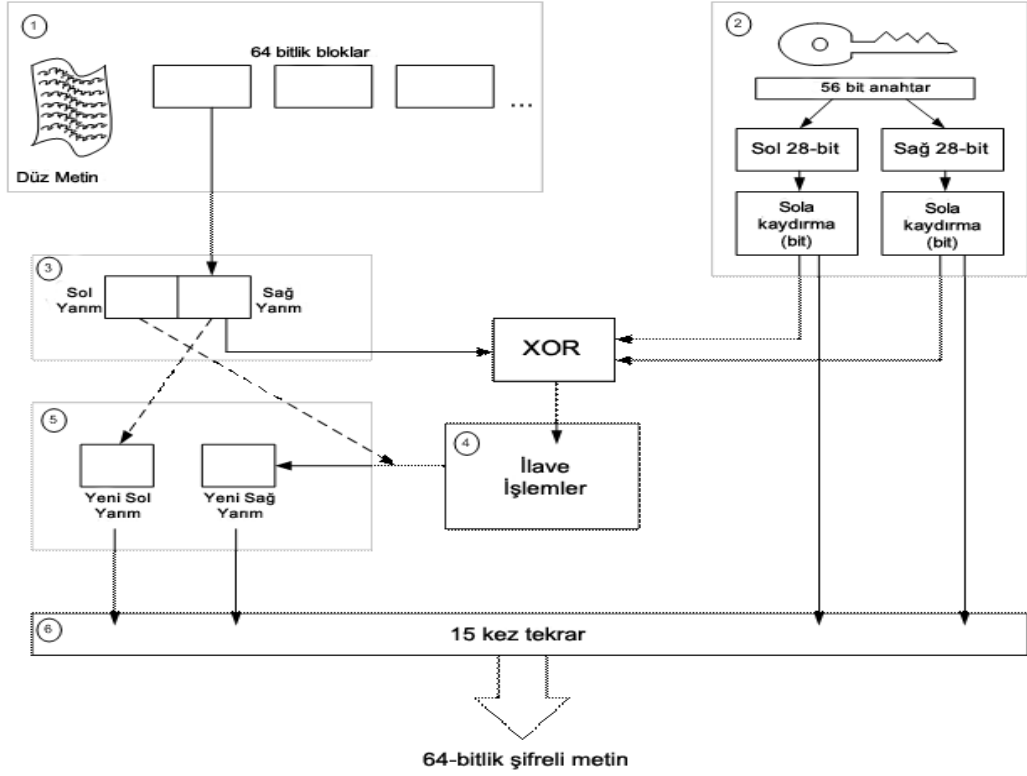 1
64 bitlik bloklar
...
Düz Metin
2
56 bit anahtar
Sol 28-bit
Sağ 28-bit
Sola
kaydırma
(bit)
Sola
kaydırma
(bit)
3
Sol
Yarım
Sağ
Yarım
XOR
4
İlave
İşlemler
5
Yeni Sol
Yarım
Yeni Sağ
Yarım
6
15 kez tekrar
64-bitlik şifreli metin